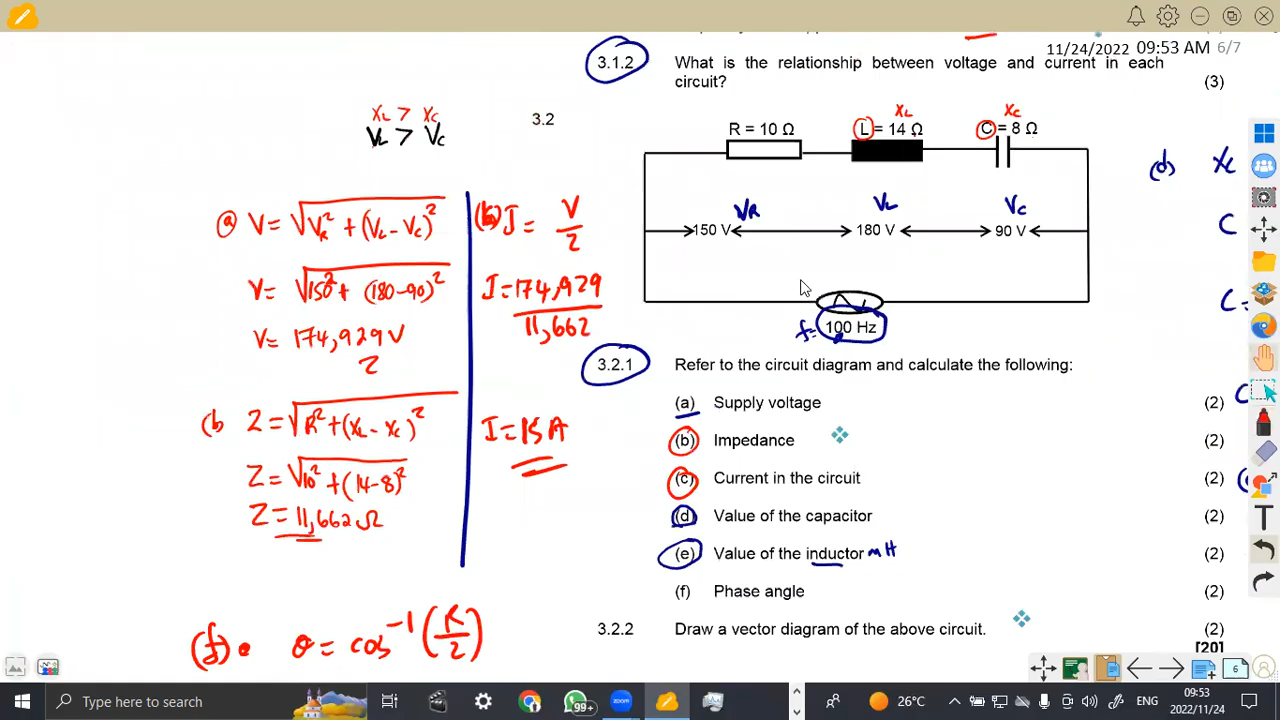 11/24/2022 09:53 AM 6/7
3.1.2 What is the relationship between voltage and current in each
circuit? (3)
XL > XC
VL > VC
3.2
XL
XC
R = 10 Ω
L = 14 Ω
C = 8 Ω
VR
VL
VC
150 V
180 V
90 V
f= 100 Hz
(a) V = √VR² + (VL - VC)²
V = √150² + (180-90)²
V = 174,929V
Z
(b Z = √R² + (XL - XC)²
Z = √10² + (14-8)²
Z = 11,662 Ω
(f) • θ = cos⁻¹ (R/Z)
I = V/Z
I = 174,929/11,662
I = 15 A
(d) XC
C
C =
3.2.1 Refer to the circuit diagram and calculate the following:
(a) Supply voltage (2)
(b) Impedance (2)
(c) Current in the circuit (2)
(d) Value of the capacitor (2)
(e) Value of the inductor mH (2)
(f) Phase angle (2)
3.2.2 Draw a vector diagram of the above circuit. (2)
[20]
T
6
Type here to search
99+
zoom
26°C
ENG
09:53
2022/11/24